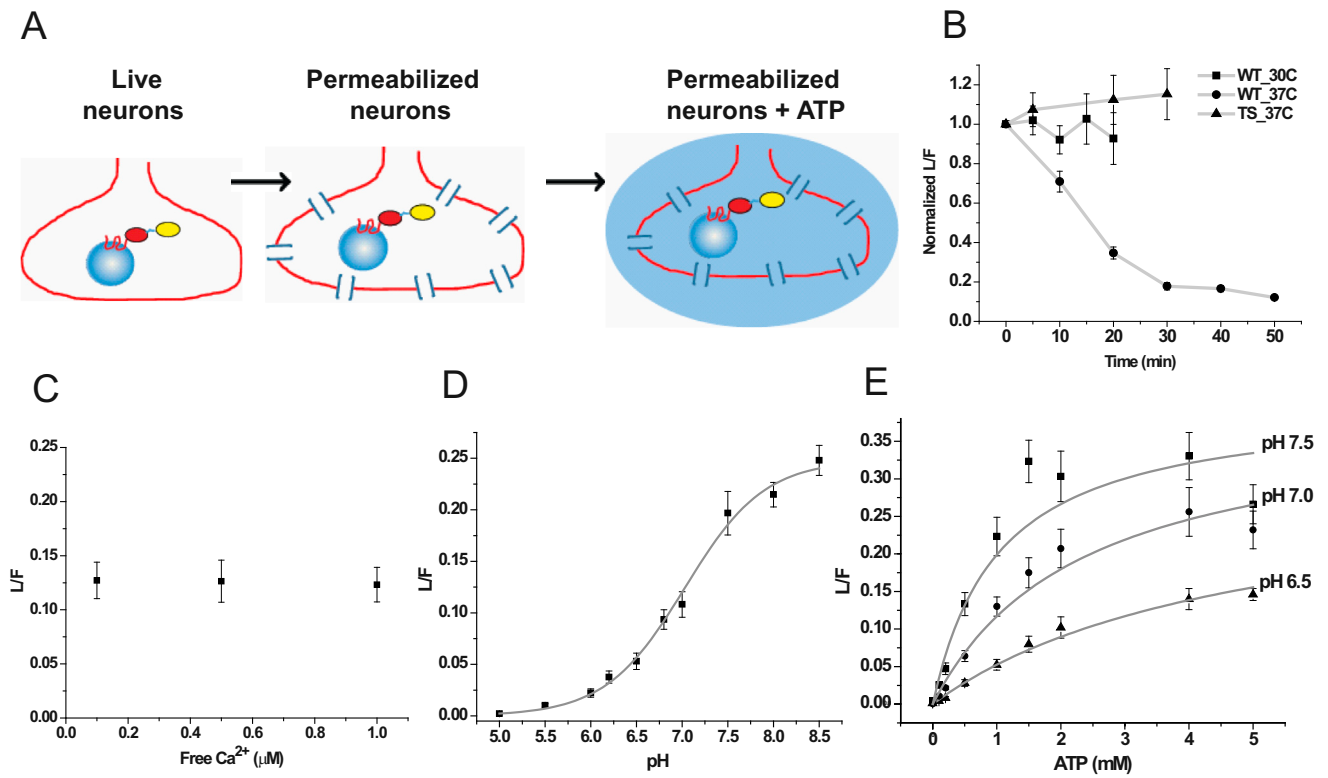 A
Live
neurons
Permeabilized
neurons
Permeabilized
neurons + ATP
B
Normalized L/F
1.2
1.0
0.8
0.6
0.4
0.2
0.0
0 10 20 30 40 50
Time (min)
WT_30C
WT_37C
TS_37C
C
L/F
0.25
0.20
0.15
0.10
0.05
0.00
0.0 0.2 0.4 0.6 0.8 1.0
Free Ca²⁺ (μM)
D
0.25
0.20
0.15
0.10
0.05
0.00
5.0 5.5 6.0 6.5 7.0 7.5 8.0 8.5
pH
E
L/F
0.35
0.30
0.25
0.20
0.15
0.10
0.05
0.00
0 1 2 3 4 5
ATP (mM)
pH 7.5
pH 7.0
pH 6.5